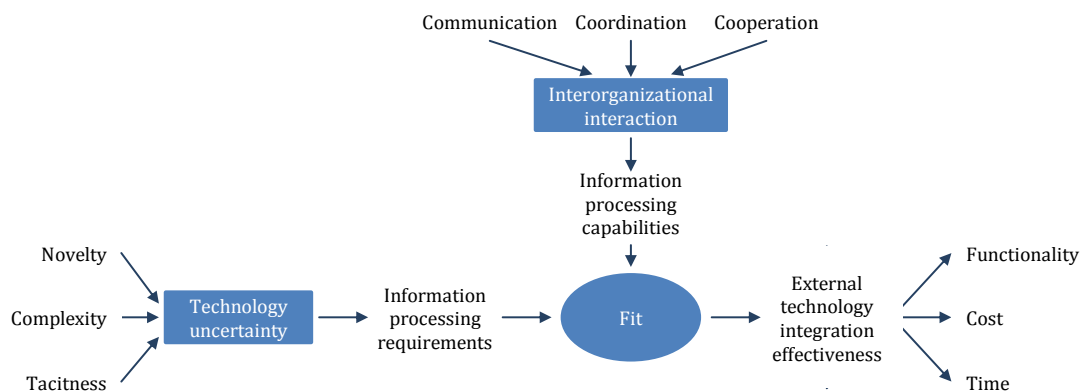 Communication Coordination Cooperation
Interorganizational
interaction
Information
processing
capabilities
Novelty
Complexity
Tacitness
Technology
uncertainty
Information
processing
requirements
Fit
External
technology
integration
effectiveness
Functionality
Cost
Time